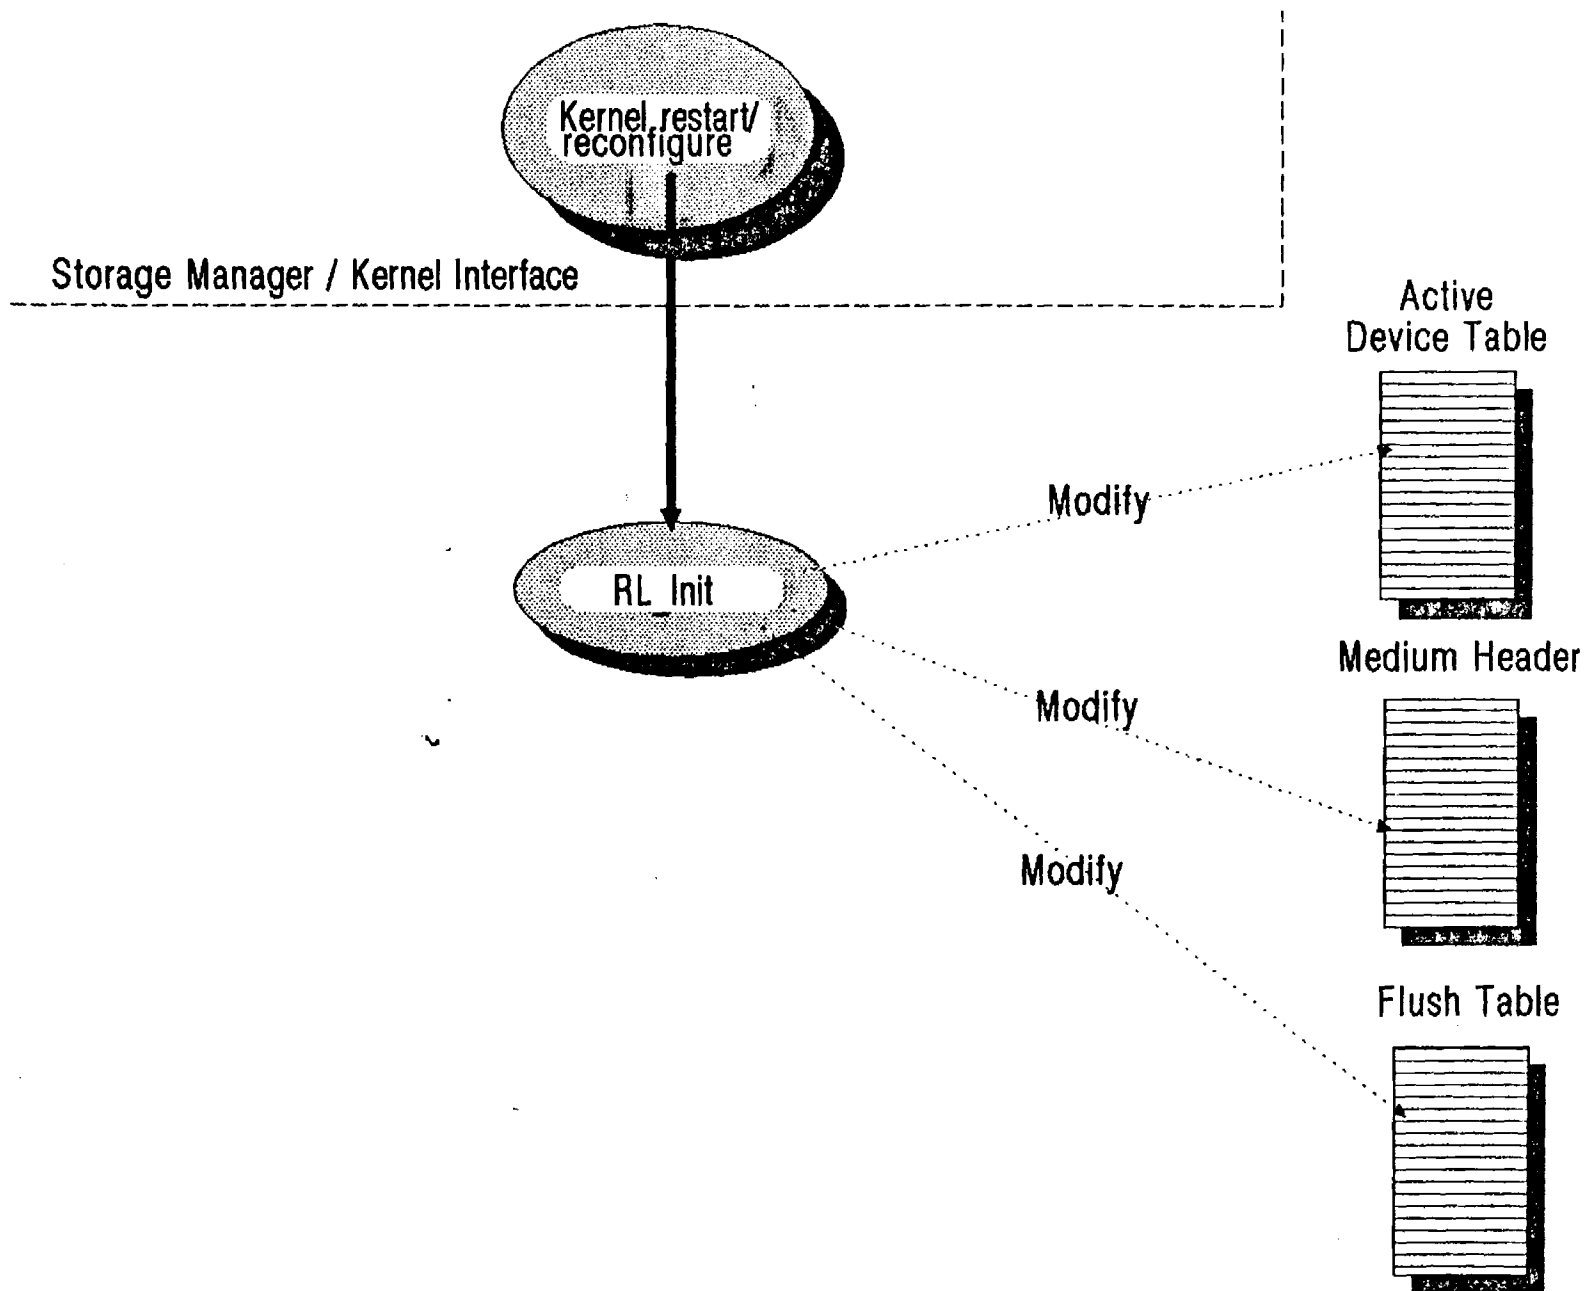 Kernel restart/
reconfigure
Storage Manager / Kernel Interface
Active
Device Table
Modify
RL_Init
Medium Header
Modify
Modify
Flush Table